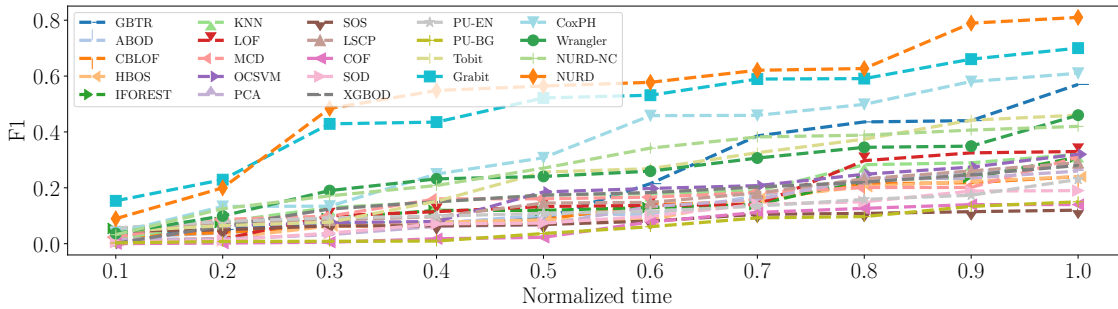 0.8
0.6
0.4
0.2
0.0
F1
GBTR
ABOD
CBLOF
HBOS
IFOREST
KNN
LOF
MCD
OCSVM
PCA
SOS
LSCP
COF
SOD
XGBOD
PU-EN
PU-BG
Tobit
Grabit
CoxPH
Wrangler
NURD-NC
NURD
0.1 0.2 0.3 0.4 0.5 0.6 0.7 0.8 0.9 1.0
Normalized time